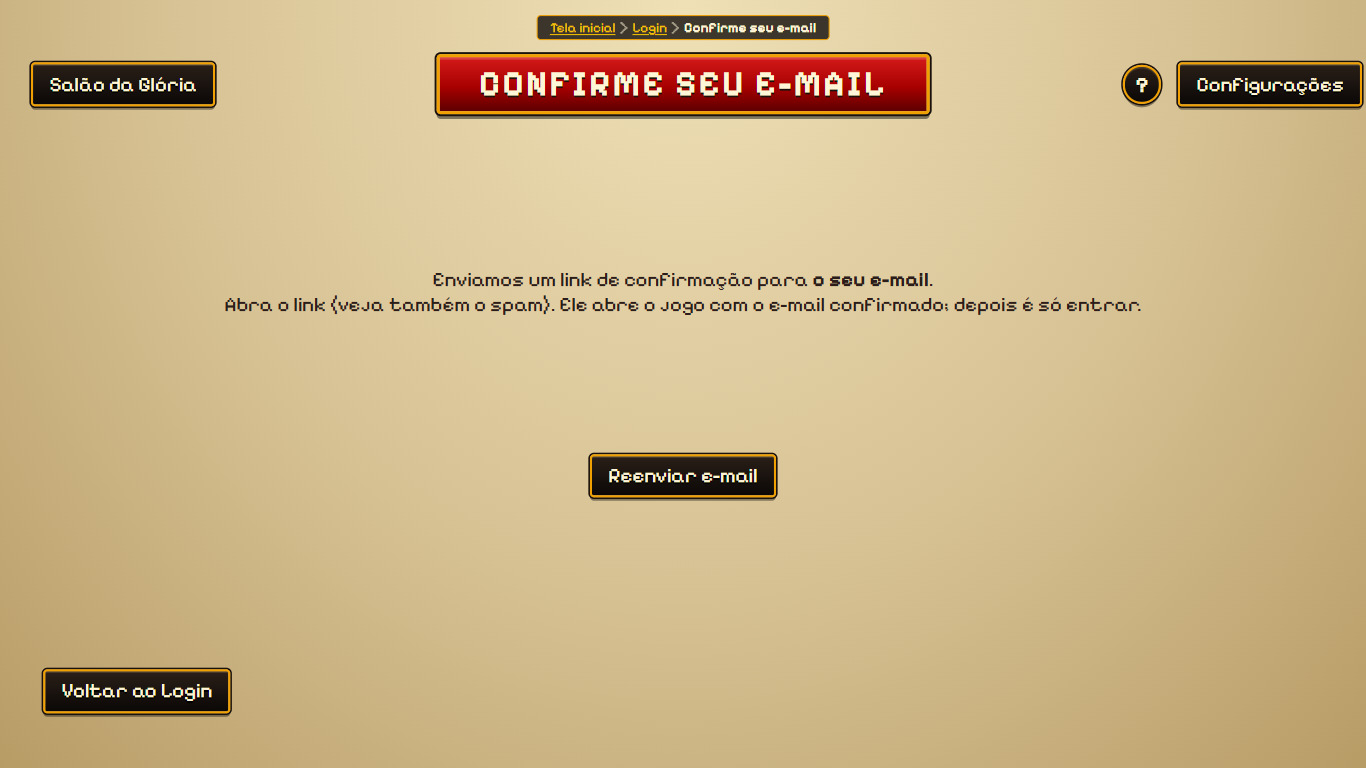 Tela inicial > Login > Confirme seu e-mail
Salão da Glória
CONFIRME SEU E-MAIL
?
Configurações
Enviamos um link de confirmação para o seu e-mail.
Abra o link (veja também o spam). Ele abre o jogo com o e-mail confirmado; depois é só entrar.
Reenviar e-mail
Voltar ao Login